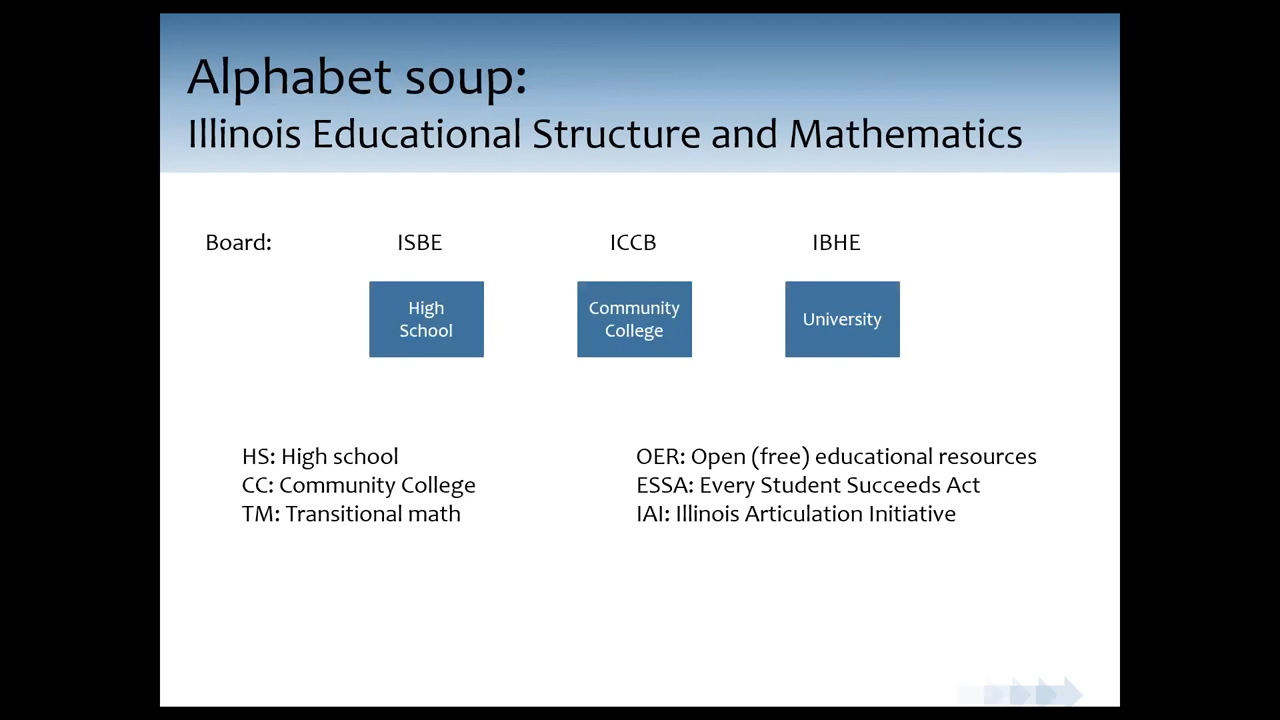 Alphabet soup:
Illinois Educational Structure and Mathematics
Board: ISBE ICCB IBHE
High School
Community College
University
HS: High school
CC: Community College
TM: Transitional math
OER: Open (free) educational resources
ESSA: Every Student Succeeds Act
IAI: Illinois Articulation Initiative